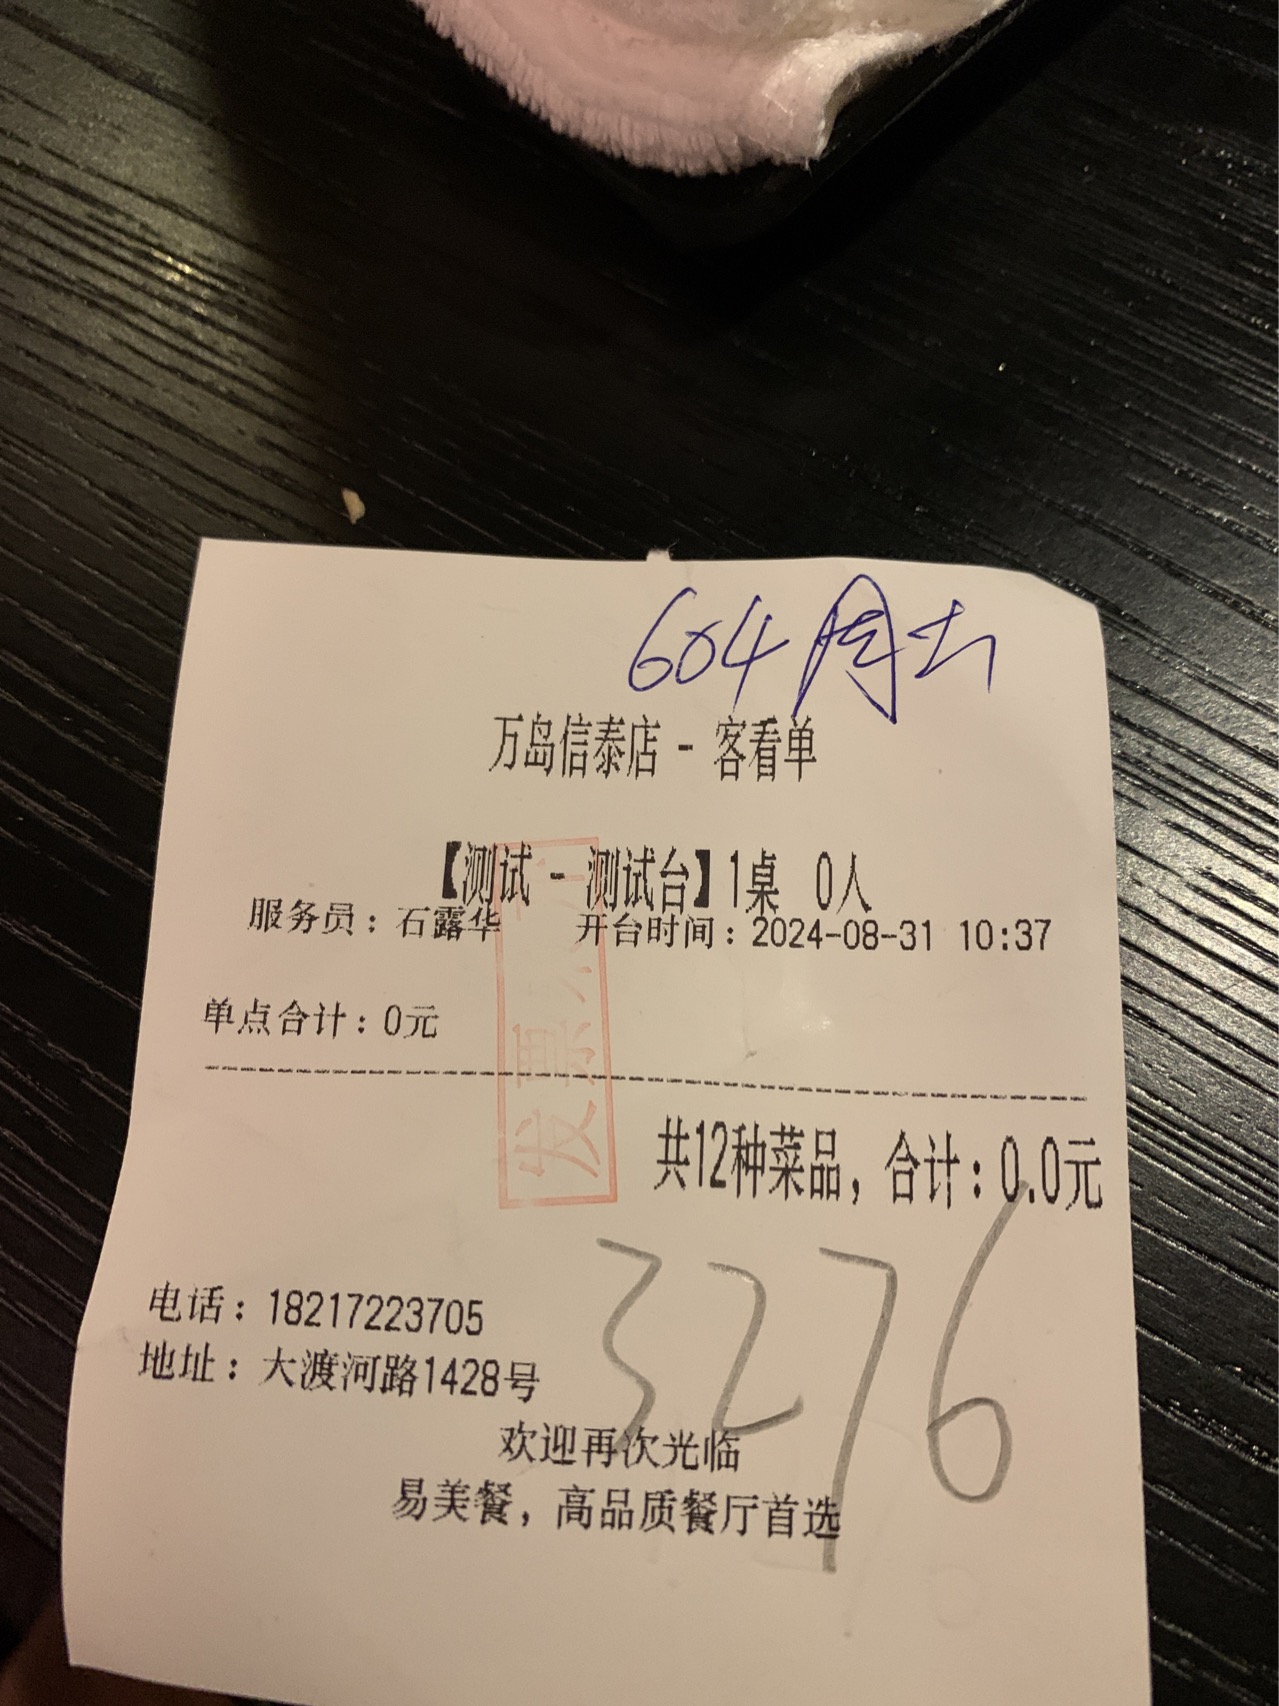 604 周士
万岛信泰店 - 客看单
【测试 - 测试台】1桌 0人
服务员：石露华 开台时间：2024-08-31 10:37
单点合计：0元
发票
共12种菜品，合计：0.0元
3276
电话：18217223705
地址：大渡河路1428号
欢迎再次光临
易美餐，高品质餐厅首选